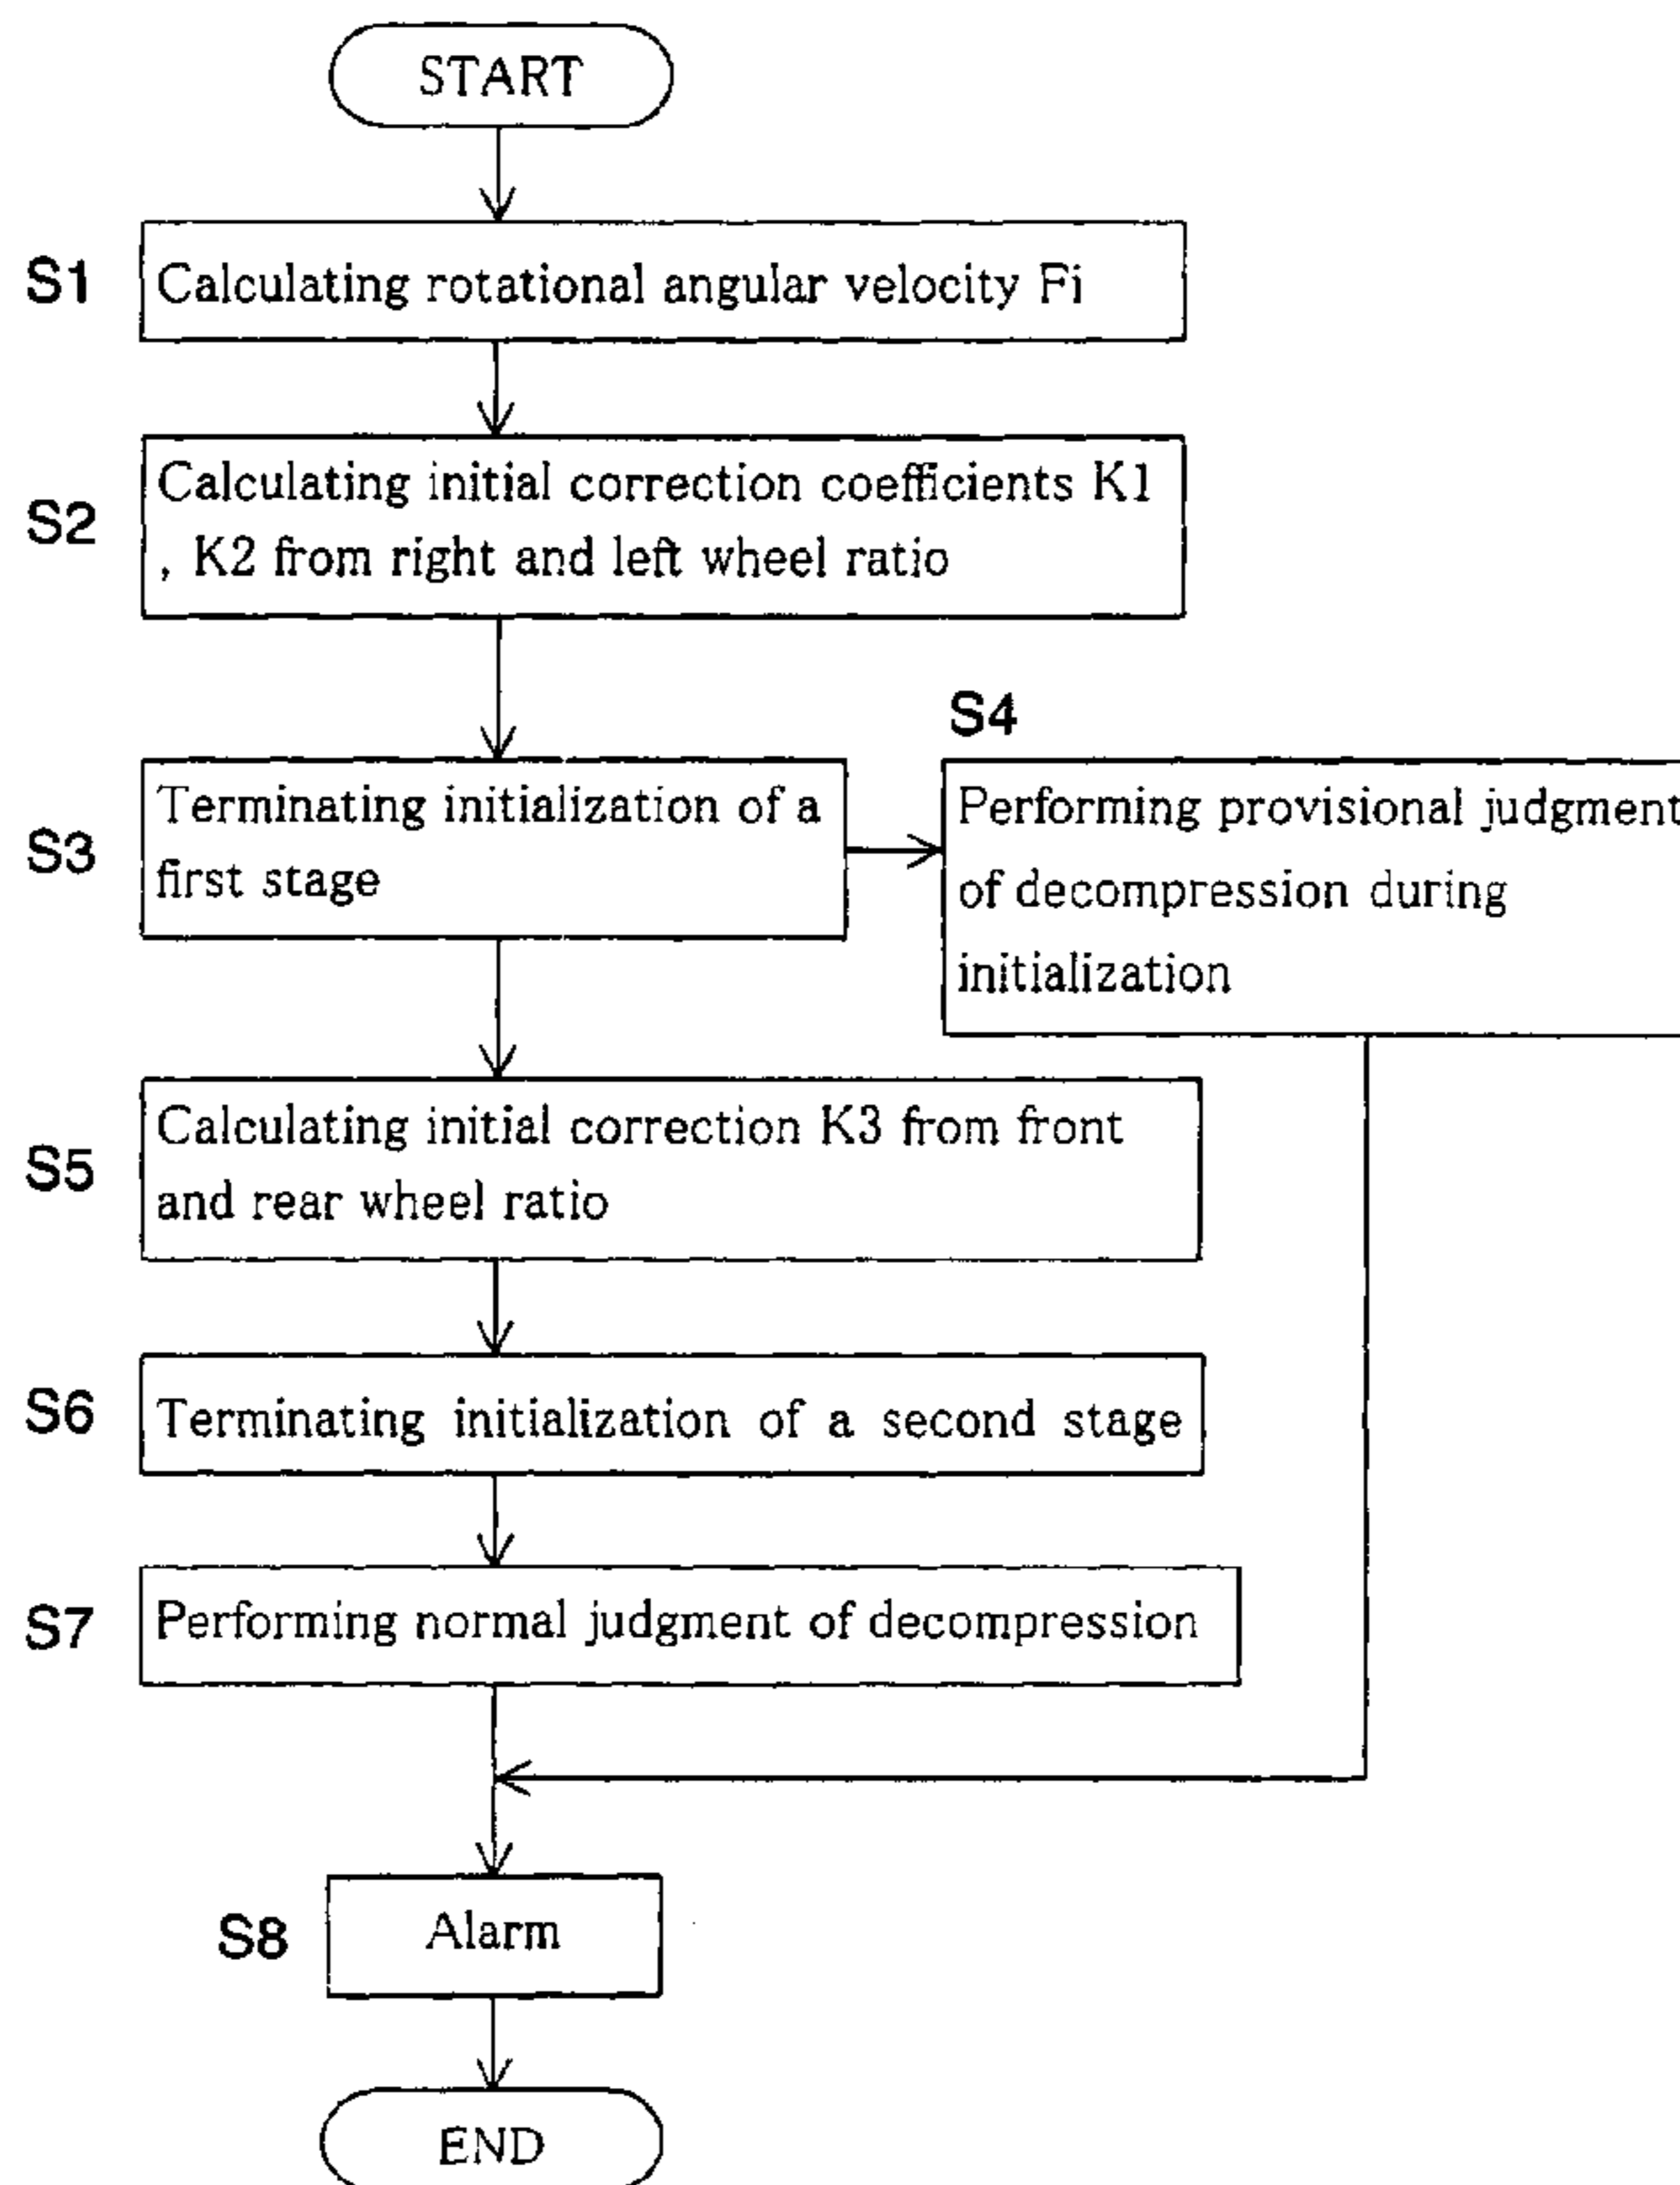 START
S1
Calculating rotational angular velocity Fi
S2
Calculating initial correction coefficients K1
, K2 from right and left wheel ratio
S3
Terminating initialization of a
first stage
S4
Performing provisional judgment
of decompression during
initialization
S5
Calculating initial correction K3 from front
and rear wheel ratio
S6
Terminating initialization of a second stage
S7
Performing normal judgment of decompression
S8
Alarm
END